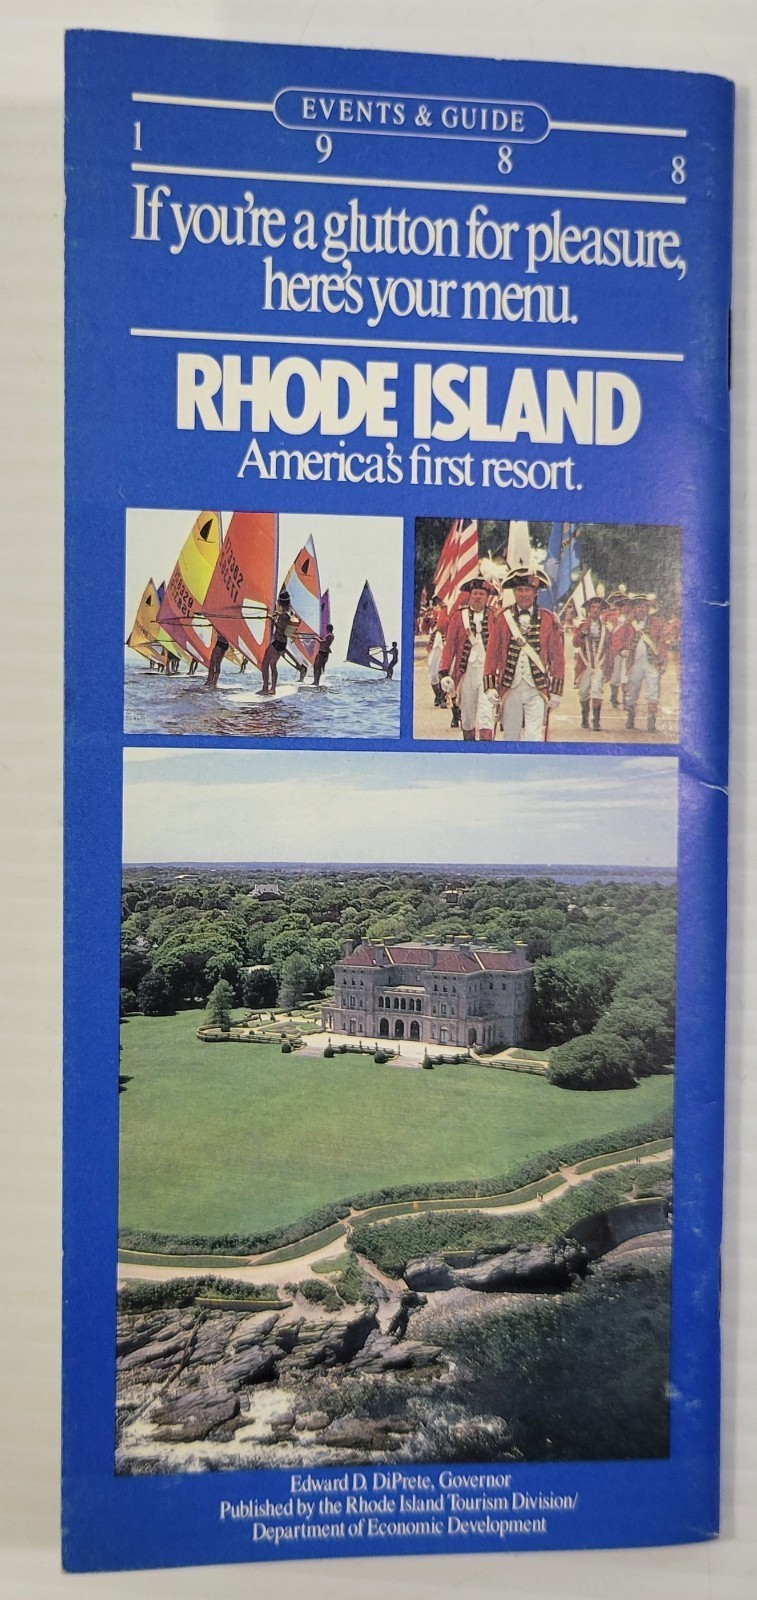 EVENTS & GUIDE
1 9 8 8
If you're a glutton for pleasure,
here's your menu.
RHODE ISLAND
America's first resort.
Edward D. DiPrete, Governor
Published by the Rhode Island Tourism Division/
Department of Economic Development